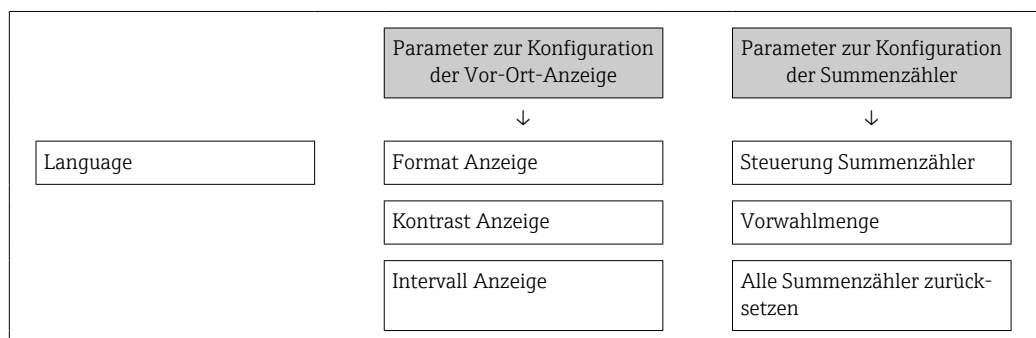 Parameter zur Konfiguration
der Vor-Ort-Anzeige
Parameter zur Konfiguration
der Summenzähler
↓
↓
Language
Format Anzeige
Steuerung Summenzähler
Kontrast Anzeige
Vorwahlmenge
Intervall Anzeige
Alle Summenzähler zurück-
setzen